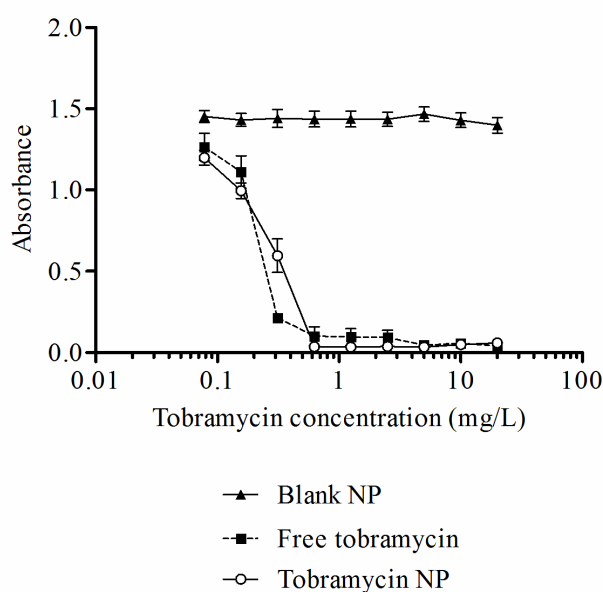 2.0
1.5
1.0
0.5
0.0
Absorbance
0.01 0.1 1 10 100
Tobramycin concentration (mg/L)
Blank NP
Free tobramycin
Tobramycin NP